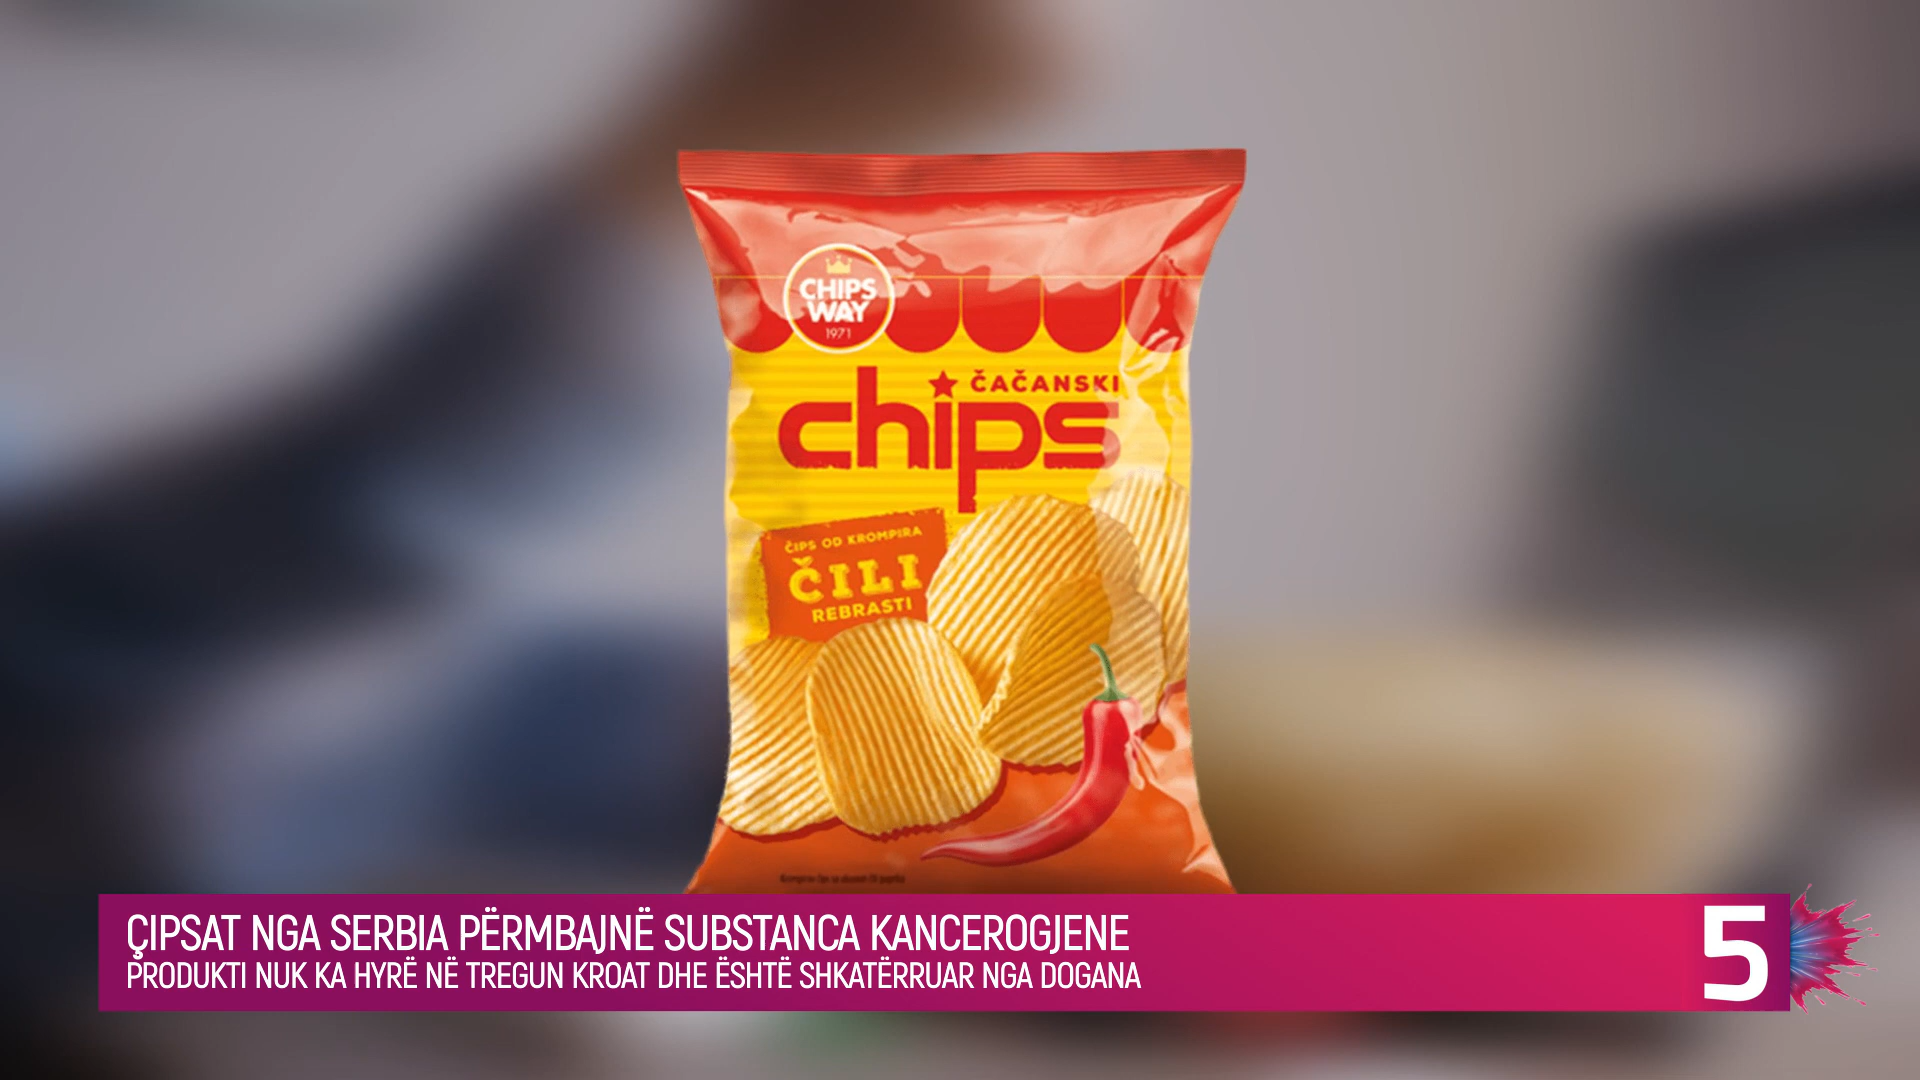 CHIPS
WAY
1971
ČAČANSKI
chips
ČIPS OD KROMPIRA
ČILI
REBRASTI
ÇIPSAT NGA SERBIA PËRMBAJNË SUBSTANCA KANCEROGJENE
PRODUKTI NUK KA HYRË NË TREGUN KROAT DHE ËSHTË SHKATËRRUAR NGA DOGANA
5